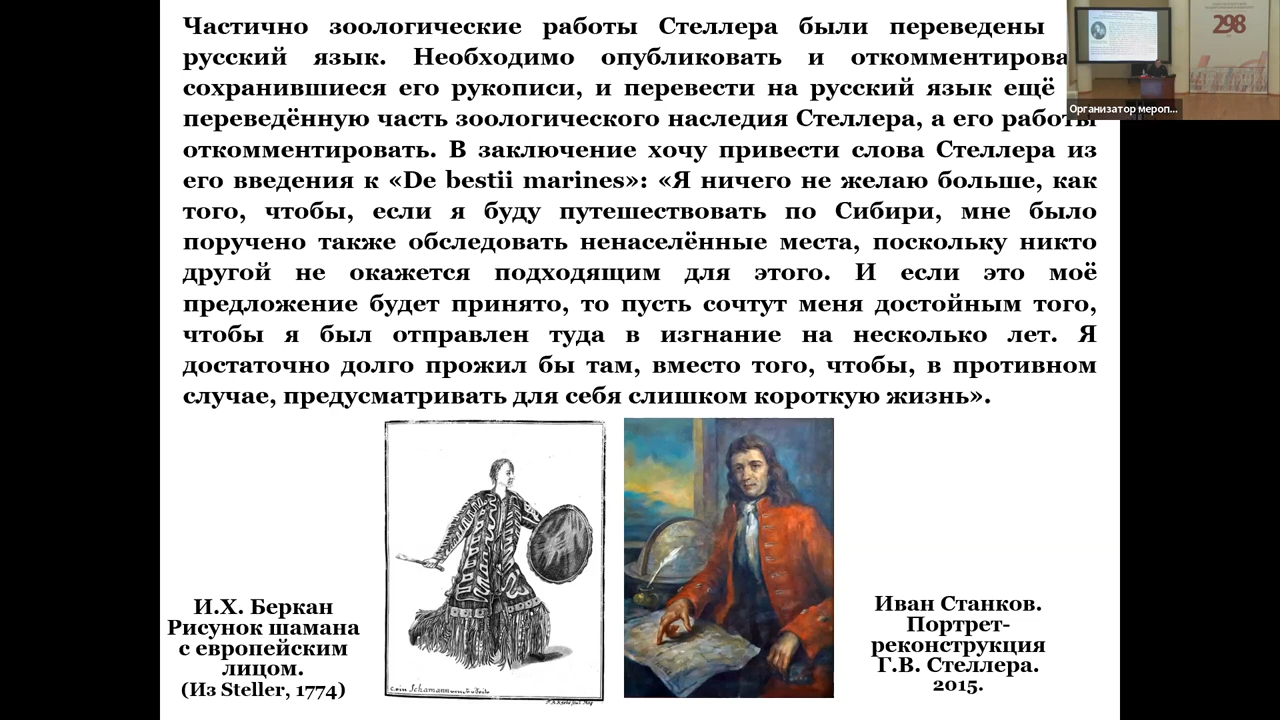 Частично зоологические работы Стеллера были переведены
русский язык. Необходимо опубликовать и откомментирова
сохранившиеся его рукописи, и перевести на русский язык ещё
переведённую часть зоологического наследия Стеллера, а его работы
откомментировать. В заключение хочу привести слова Стеллера из
его введения к «De bestii marines»: «Я ничего не желаю больше, как
того, чтобы, если я буду путешествовать по Сибири, мне было
поручено также обследовать ненаселённые места, поскольку никто
другой не окажется подходящим для этого. И если это моё
предложение будет принято, то пусть сочтут меня достойным того,
чтобы я был отправлен туда в изгнание на несколько лет. Я
достаточно долго прожил бы там, вместо того, чтобы, в противном
случае, предусматривать для себя слишком короткую жизнь».
298
Организатор мероп...
И.Х. Беркан
Рисунок шамана
с европейским
лицом.
(Из Steller, 1774)
Schamann
Иван Станков.
Портрет-
реконструкция
Г.В. Стеллера.
2015.